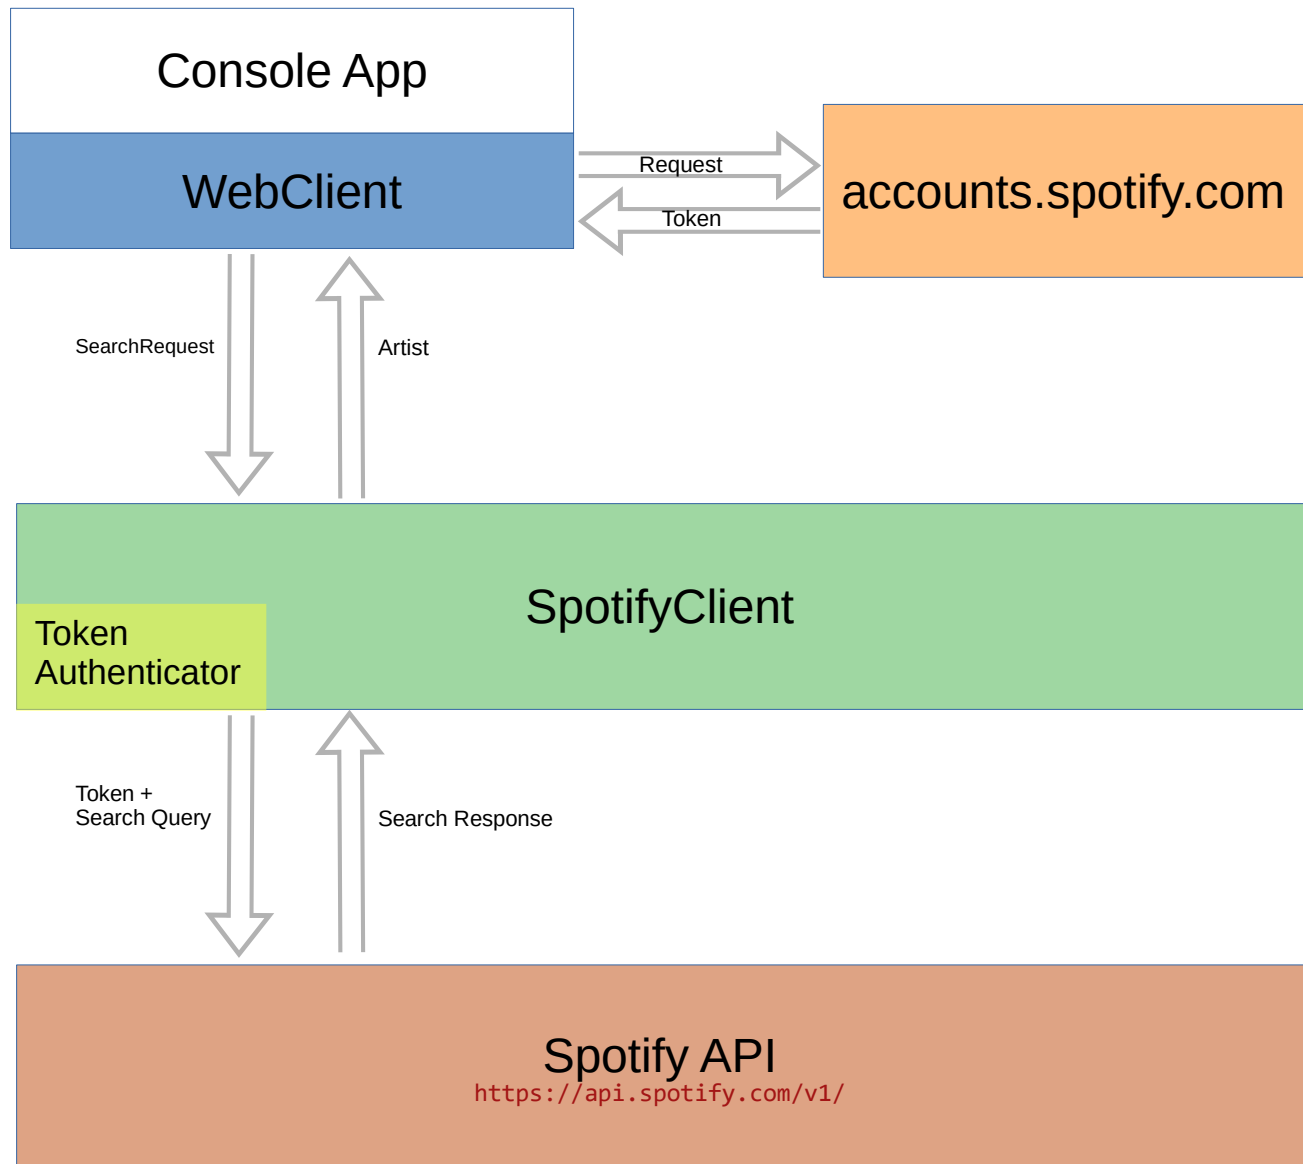 Console App
WebClient
Request
Token
accounts.spotify.com
SearchRequest
Artist
SpotifyClient
Token
Authenticator
Token +
Search Query
Search Response
Spotify API
https://api.spotify.com/v1/